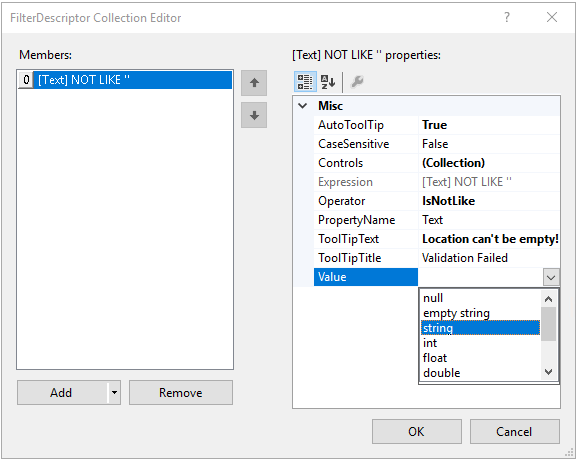 FilterDescriptor Collection Editor
?
Members:
0 [Text] NOT LIKE ''
Add
Remove
[Text] NOT LIKE '' properties:
Misc
AutoToolTip True
CaseSensitive False
Controls (Collection)
Expression [Text] NOT LIKE ''
Operator IsNotLike
PropertyName Text
ToolTipText Location can't be empty!
ToolTipTitle Validation Failed
Value
null
empty string
string
int
float
double
OK
Cancel